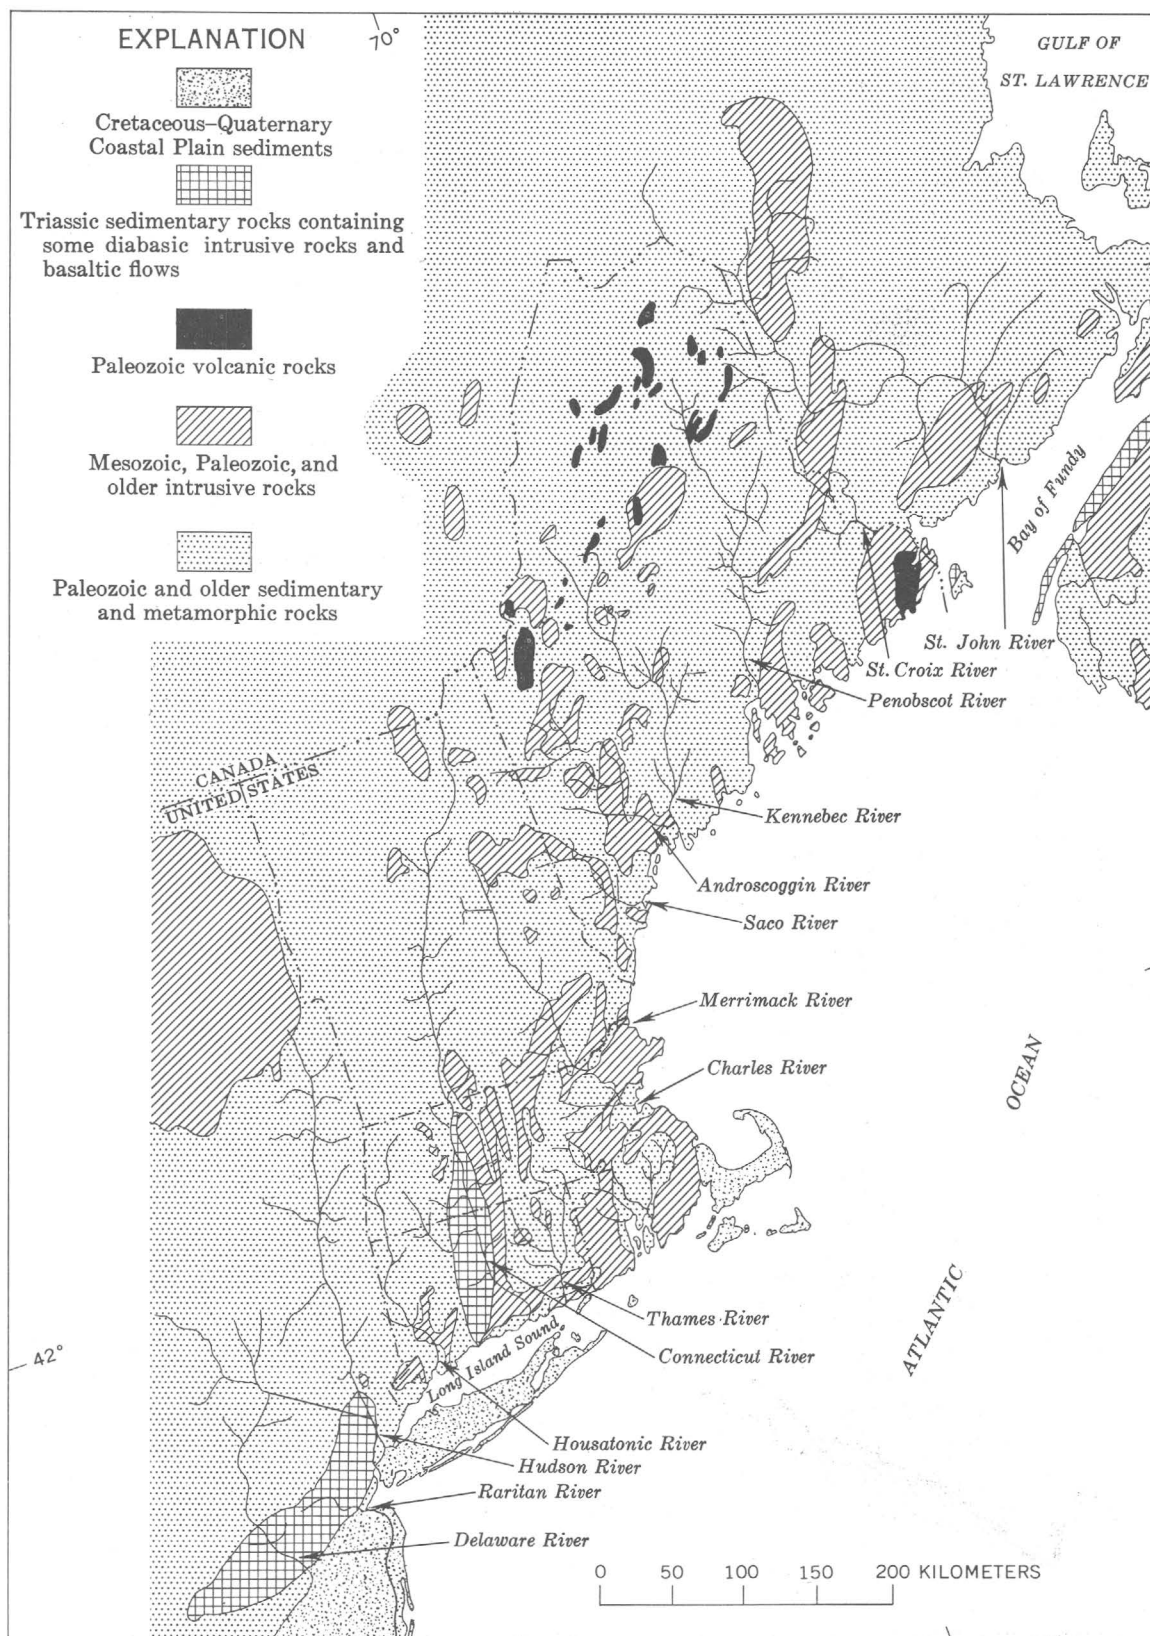 EXPLANATION
Cretaceous–Quaternary
Coastal Plain sediments
Triassic sedimentary rocks containing
some diabasic intrusive rocks and
basaltic flows
Paleozoic volcanic rocks
Mesozoic, Paleozoic, and
older intrusive rocks
Paleozoic and older sedimentary
and metamorphic rocks
70°
GULF OF
ST. LAWRENCE
Bay of Fundy
St. John River
St. Croix River
Penobscot River
CANADA
UNITED STATES
Kennebec River
Androscoggin River
Saco River
Merrimack River
Charles River
ATLANTIC OCEAN
Thames River
Long Island Sound
Connecticut River
42°
Housatonic River
Hudson River
Raritan River
Delaware River
0 50 100 150 200 KILOMETERS